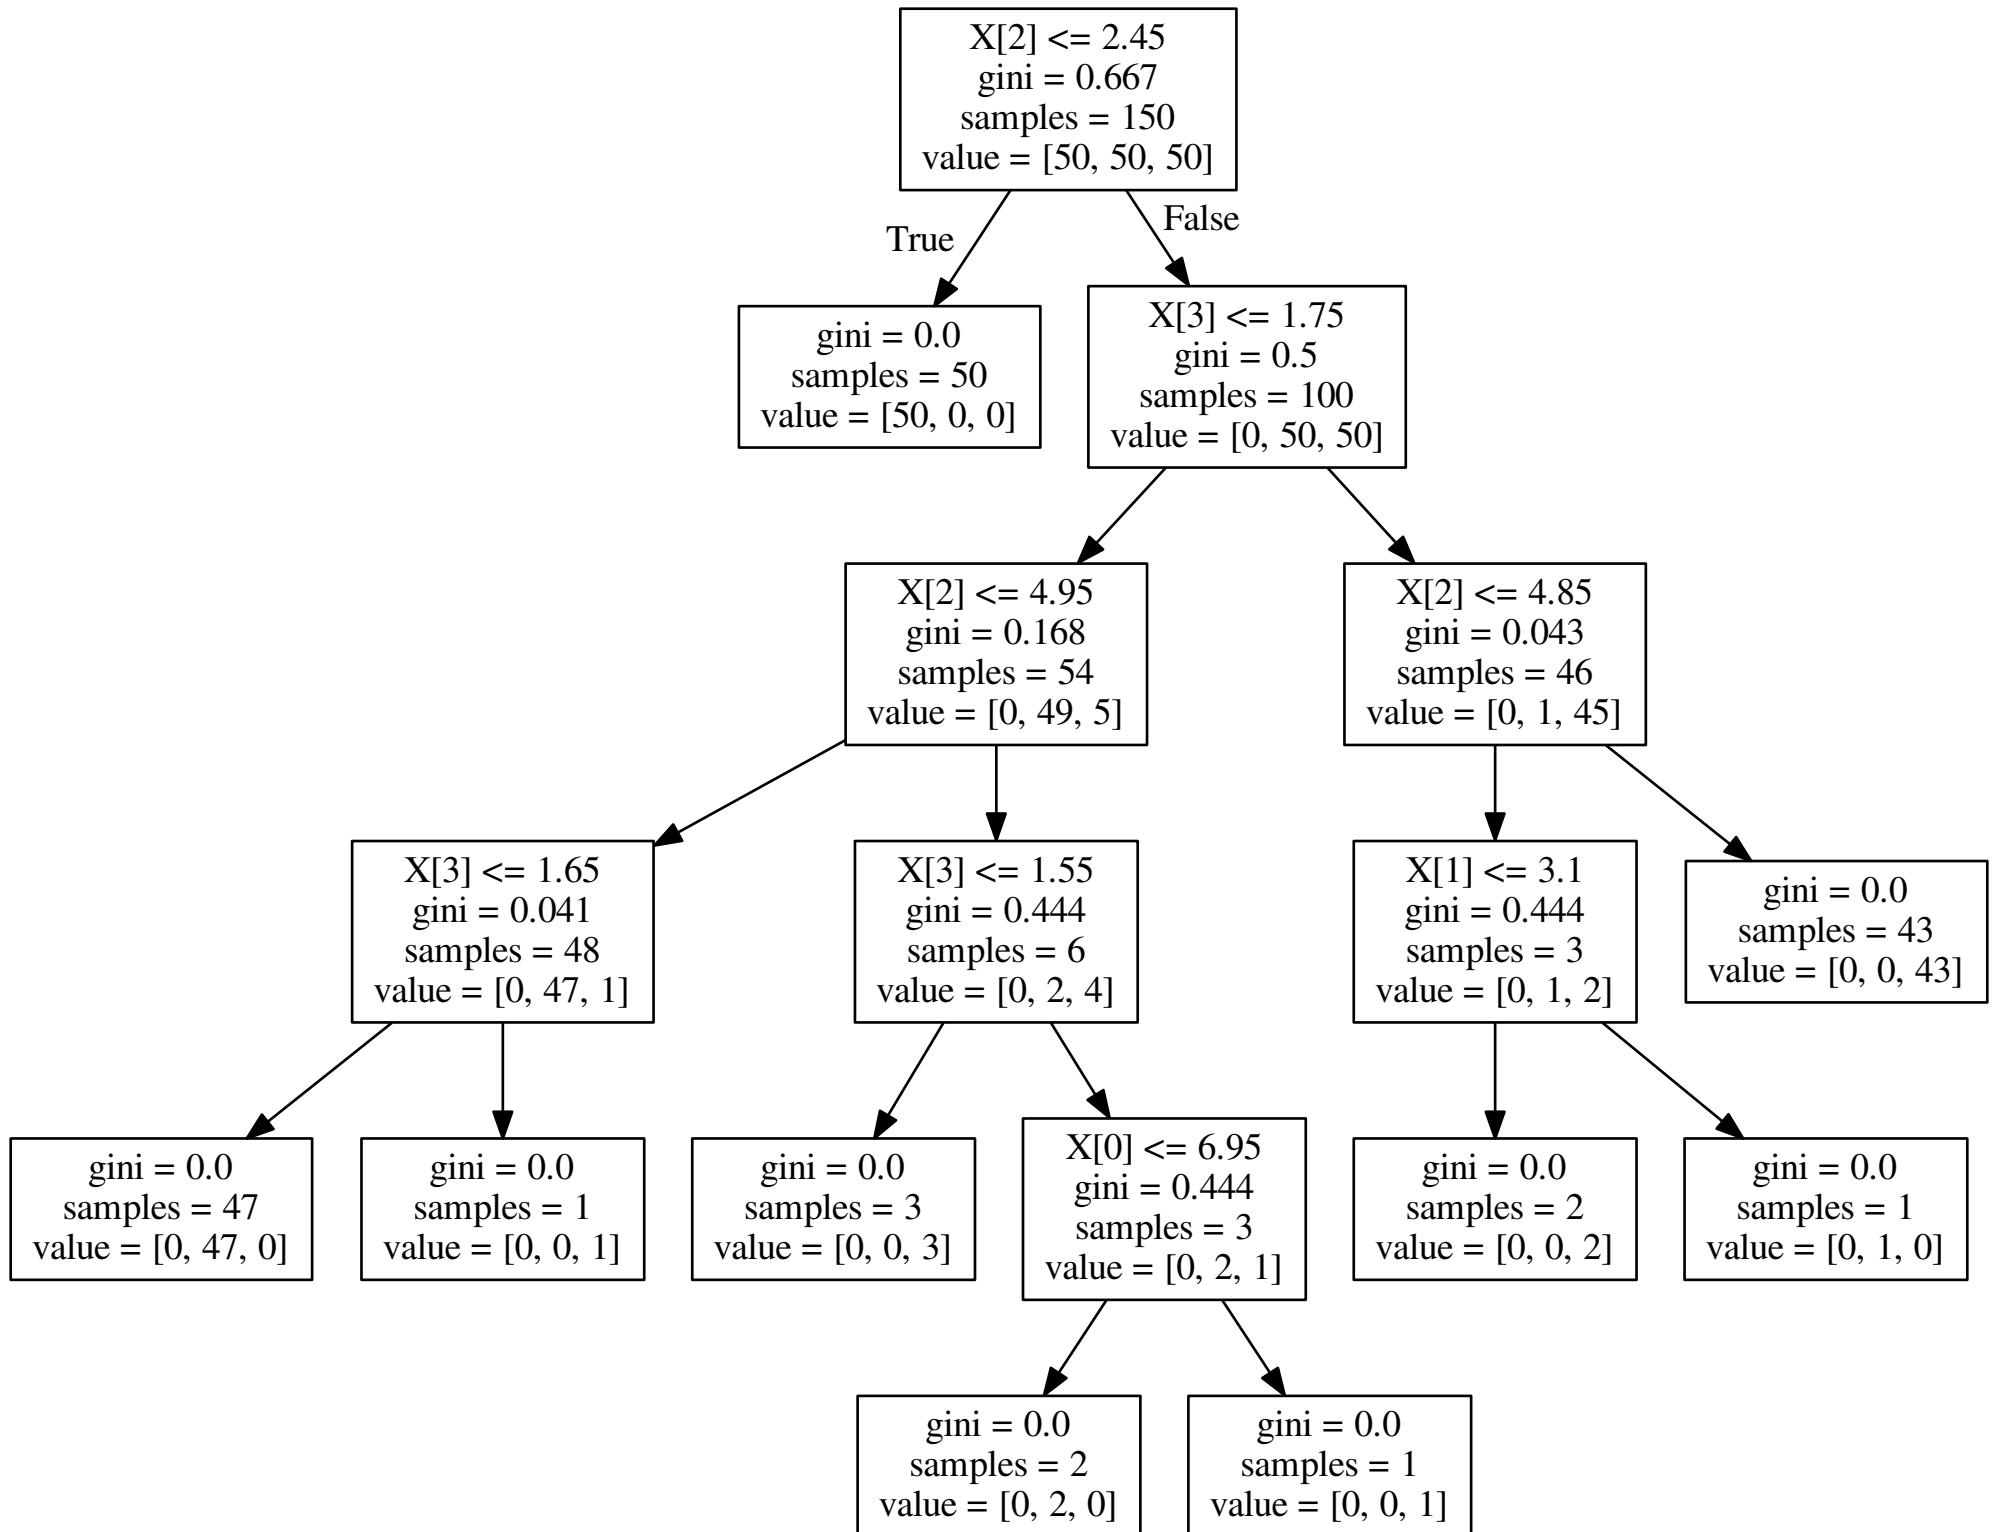 X[2] <= 2.45
gini = 0.667
samples = 150
value = [50, 50, 50]
True
False
gini = 0.0
samples = 50
value = [50, 0, 0]
X[3] <= 1.75
gini = 0.5
samples = 100
value = [0, 50, 50]
X[2] <= 4.95
gini = 0.168
samples = 54
value = [0, 49, 5]
X[2] <= 4.85
gini = 0.043
samples = 46
value = [0, 1, 45]
X[3] <= 1.65
gini = 0.041
samples = 48
value = [0, 47, 1]
X[3] <= 1.55
gini = 0.444
samples = 6
value = [0, 2, 4]
X[1] <= 3.1
gini = 0.444
samples = 3
value = [0, 1, 2]
gini = 0.0
samples = 43
value = [0, 0, 43]
gini = 0.0
samples = 47
value = [0, 47, 0]
gini = 0.0
samples = 1
value = [0, 0, 1]
gini = 0.0
samples = 3
value = [0, 0, 3]
X[0] <= 6.95
gini = 0.444
samples = 3
value = [0, 2, 1]
gini = 0.0
samples = 2
value = [0, 0, 2]
gini = 0.0
samples = 1
value = [0, 1, 0]
gini = 0.0
samples = 2
value = [0, 2, 0]
gini = 0.0
samples = 1
value = [0, 0, 1]